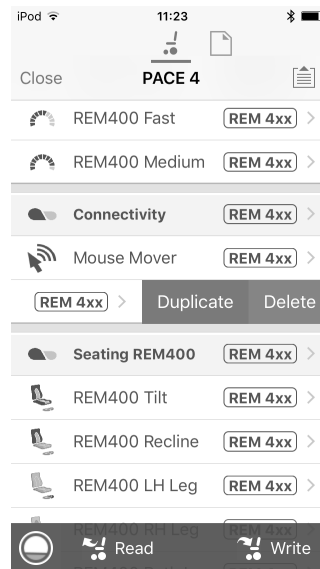 iPod 11:23
Close PACE 4
REM400 Fast REM 4xx
REM400 Medium REM 4xx
Connectivity REM 4xx
Mouse Mover REM 4xx
REM 4xx Duplicate Delete
Seating REM400 REM 4xx
REM400 Tilt REM 4xx
REM400 Recline REM 4xx
REM400 LH Leg REM 4xx
REM400 RH Leg REM 4xx
Read Write